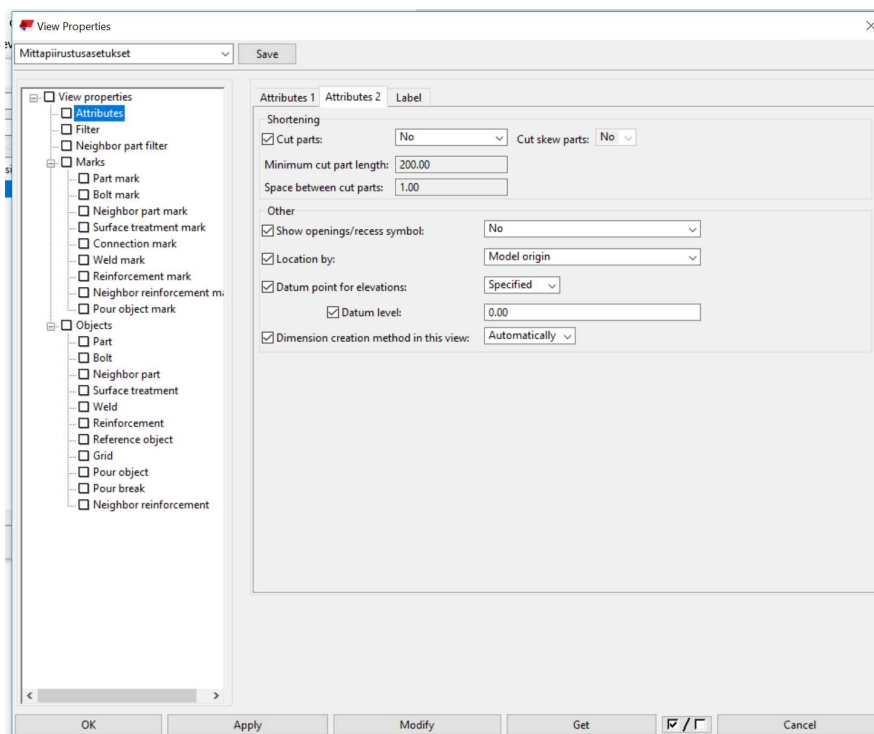 View Properties
Mittapiirustusasetukset
Save
View properties
Attributes
Filter
Neighbor part filter
Marks
Part mark
Bolt mark
Neighbor part mark
Surface treatment mark
Connection mark
Weld mark
Reinforcement mark
Neighbor reinforcement ma
Pour object mark
Objects
Part
Bolt
Neighbor part
Surface treatment
Weld
Reinforcement
Reference object
Grid
Pour object
Pour break
Neighbor reinforcement
Attributes 1 Attributes 2 Label
Shortening
Cut parts: No Cut skew parts: No
Minimum cut part length: 200.00
Space between cut parts: 1.00
Other
Show openings/recess symbol: No
Location by: Model origin
Datum point for elevations: Specified
Datum level: 0.00
Dimension creation method in this view: Automatically
OK Apply Modify Get / Cancel